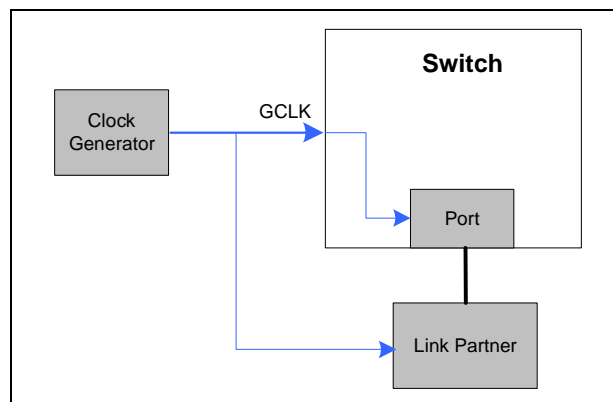 Switch
GCLK
Clock
Generator
Port
Link Partner